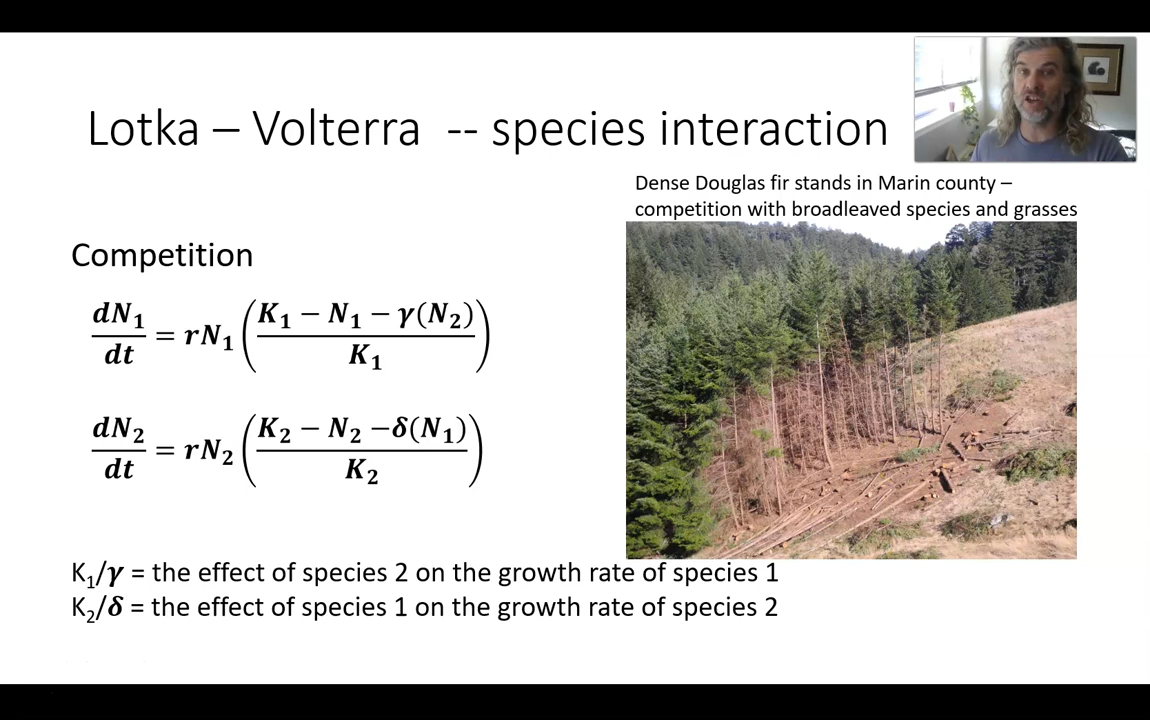 Lotka – Volterra -- species interaction
Dense Douglas fir stands in Marin county –
competition with broadleaved species and grasses
Competition
dN₁/dt = rN₁ ((K₁ − N₁ − γ(N₂))/K₁)
dN₂/dt = rN₂ ((K₂ − N₂ −δ(N₁))/K₂)
K₁/γ = the effect of species 2 on the growth rate of species 1
K₂/δ = the effect of species 1 on the growth rate of species 2